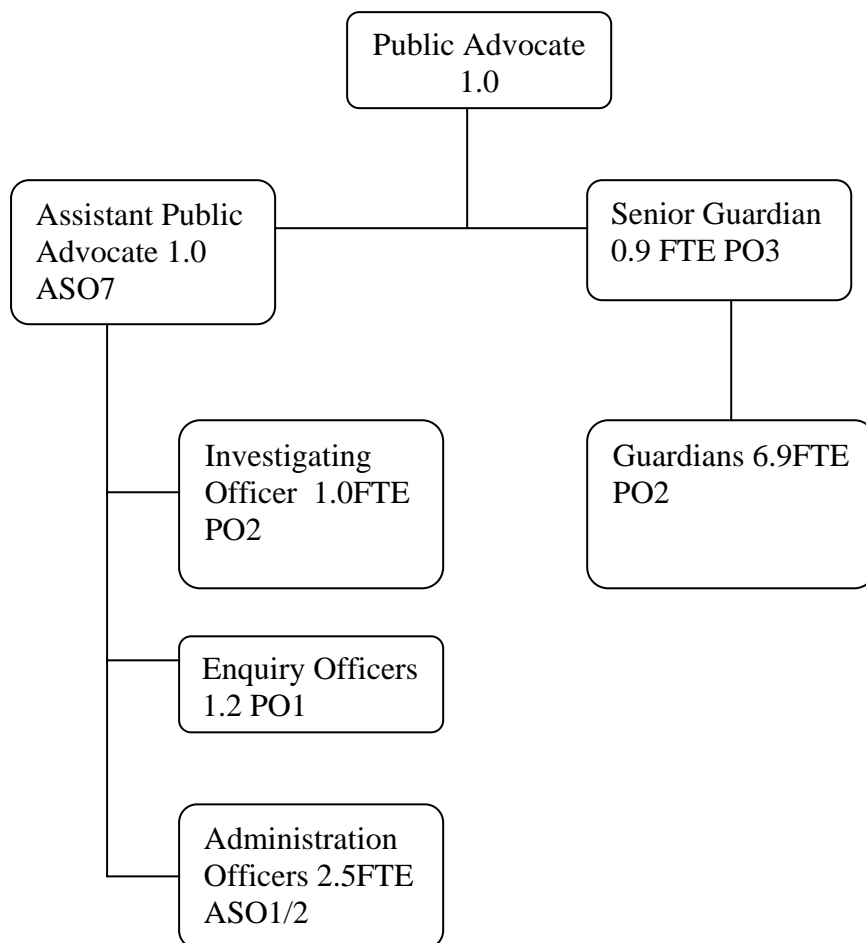 Public Advocate
1.0
Assistant Public
Advocate 1.0
ASO7
Senior Guardian
0.9 FTE PO3
Investigating
Officer  1.0FTE
PO2
Guardians 6.9FTE
PO2
Enquiry Officers
1.2 PO1
Administration
Officers 2.5FTE
ASO1/2